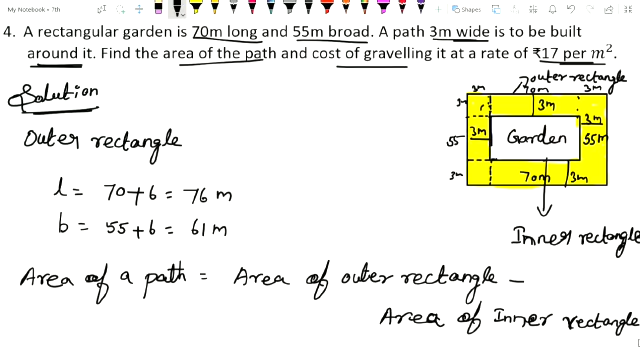 My Notebook • 7th
Shapes
4. A rectangular garden is 70m long and 55m broad. A path 3m wide is to be built
around it. Find the area of the path and cost of gravelling it at a rate of ₹17 per m².
Solution
outer rectangle
3m 70m 3m
3m 3m
55 3m Garden 3m 55m
3m 70m 3m
Inner rectangle
Outer rectangle
l = 70+6 = 76 m
b = 55+6 = 61 m
Area of a path = Area of outer rectangle –
Area of Inner rectangle